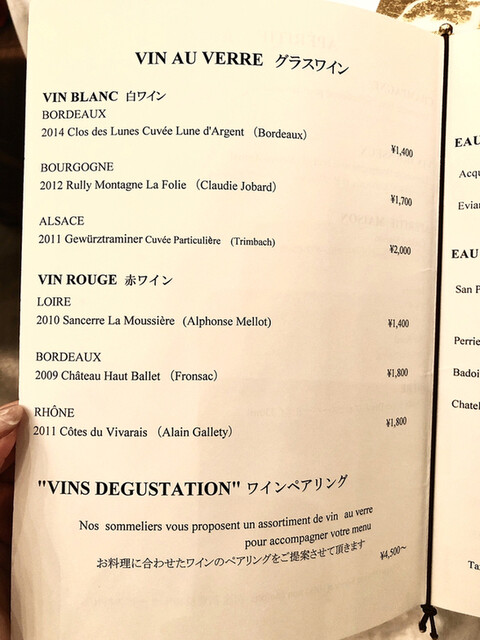 VIN AU VERRE グラスワイン
VIN BLANC 白ワイン
BORDEAUX
2014 Clos des Lunes Cuvée Lune d'Argent (Bordeaux)
¥1,400
BOURGOGNE
2012 Rully Montagne La Folie (Claudie Jobard)
¥1,700
ALSACE
2011 Gewürztraminer Cuvée Particulière (Trimbach)
¥2,000
VIN ROUGE 赤ワイン
LOIRE
2010 Sancerre La Moussière (Alphonse Mellot)
¥1,400
BORDEAUX
2009 Château Haut Ballet (Fronsac)
¥1,800
RHÔNE
2011 Côtes du Vivarais (Alain Gallety)
¥1,800
"VINS DEGUSTATION" ワインペアリング
Nos sommeliers vous proposent un assortiment de vin au verre
pour accompagner votre menu
お料理に合わせたワインのペアリングをご提案させて頂きます
¥4,500～
EAU
Acqu
Evian
EAU
San P
Perrie
Badoi
Chatel
Ta